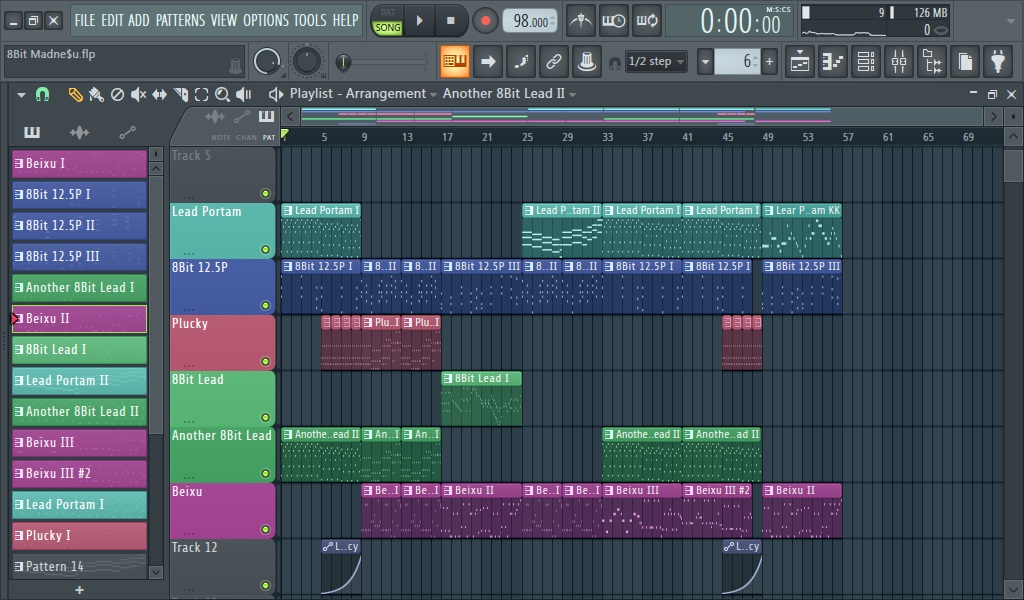 FILE EDIT ADD PATTERNS VIEW OPTIONS TOOLS HELP
PAT
SONG
98.000
M:S:CS
0:00:00
9
126 MB
0
8Bit Madne$u.flp
1/2 step
6
Playlist - Arrangement
Another 8Bit Lead II
NOTE CHAN PAT
5 9 13 17 21 25 29 33 37 41 45 49 53 57 61 65 69
Beixu I
8Bit 12.5P I
8Bit 12.5P II
8Bit 12.5P III
Another 8Bit Lead I
Beixu II
8Bit Lead I
Lead Portam II
Another 8Bit Lead II
Beixu III
Beixu III #2
Lead Portam I
Plucky I
Pattern 14
+
Track 5
Lead Portam
Lead Portam I
Lead P..tam II
Lead Portam I
Lead Portam I
Lear P..am KK
8Bit 12.5P
8Bit 12.5P I
8..II
8..II
8Bit 12.5P III
8..II
8..II
8Bit 12.5P I
8Bit 12.5P I
8Bit 12.5P III
Plucky
Plu..I
Plu..I
8Bit Lead
8Bit Lead I
Another 8Bit Lead
Anothe..ead II
An..I
An..I
Anothe..ead II
Anothe..ad II
Beixu
Be..I
Be..I
Beixu II
Be..I
Be..I
Beixu III
Beixu III #2
Beixu II
Track 12
L..cy
L..cy